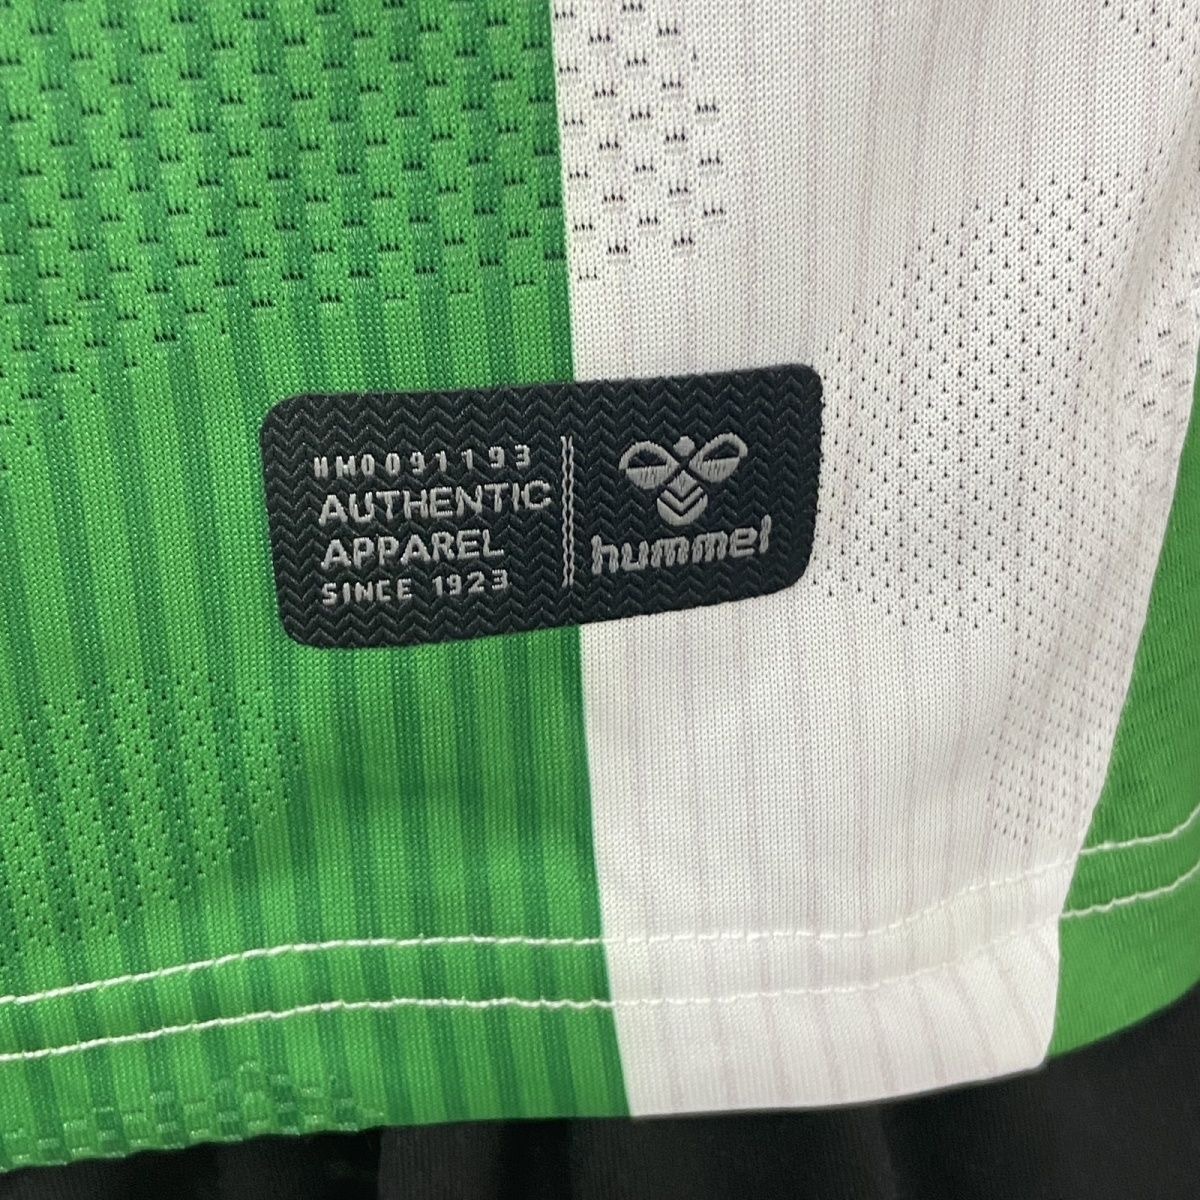 HM0091193
AUTHENTIC
APPAREL
SINCE 1923
hummel